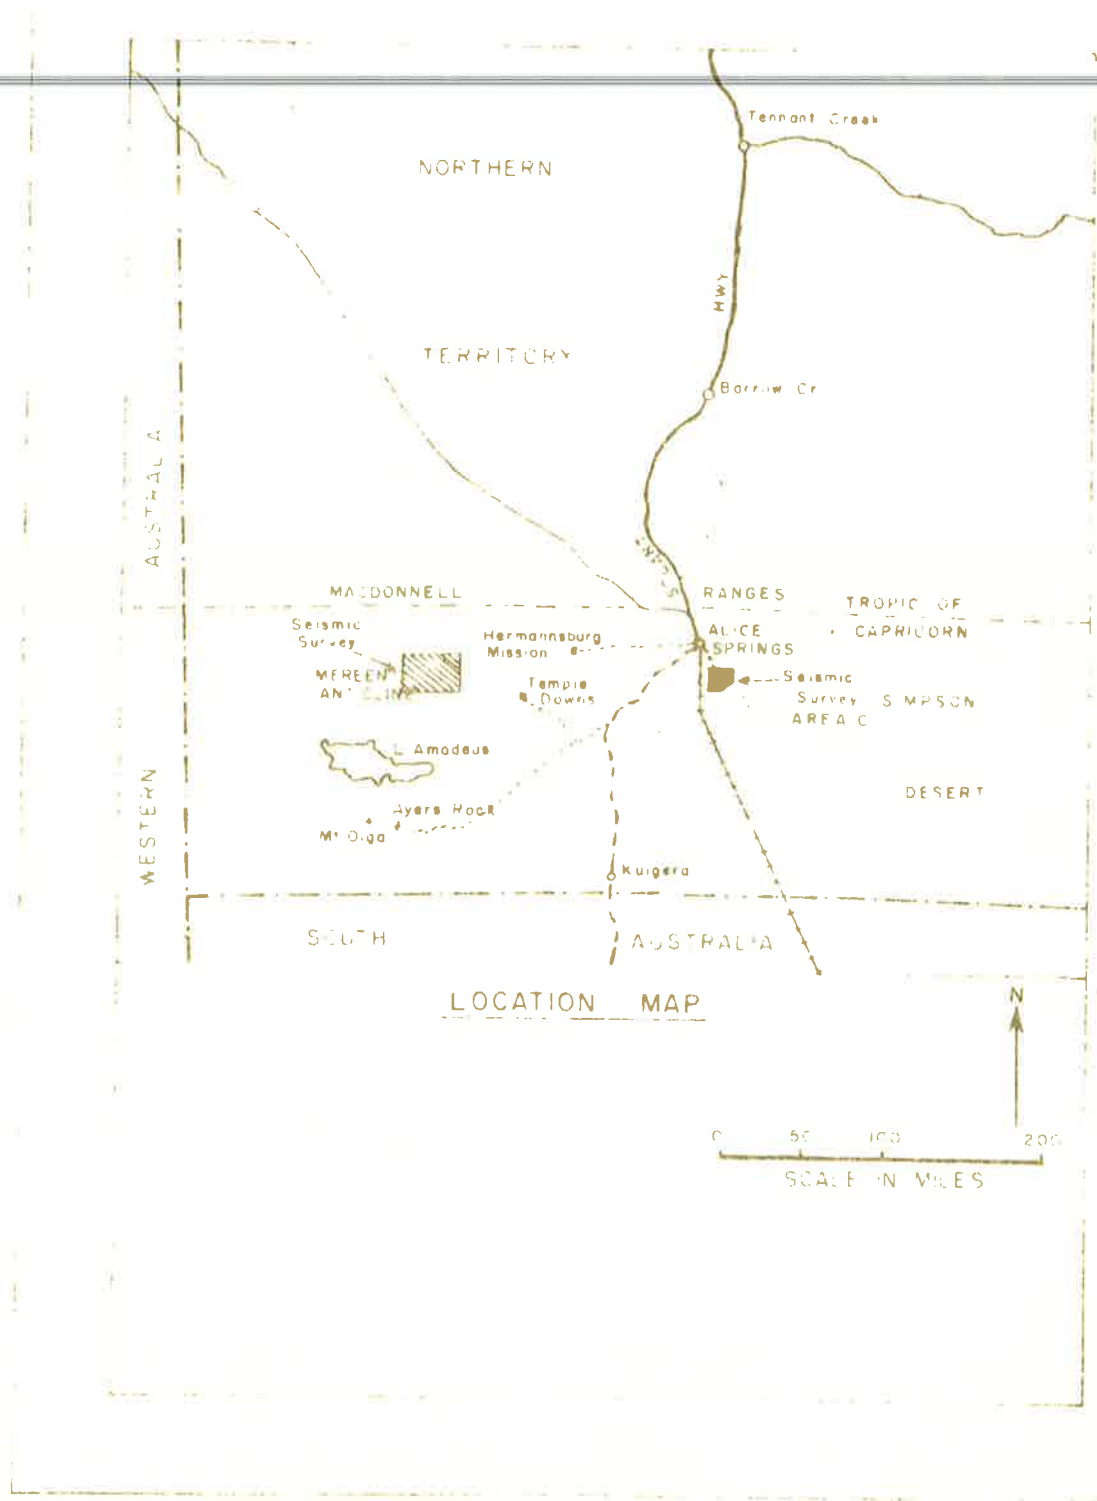 Tennant Creek
NORTHERN
HWY
TERRITORY
Barrow Cr
AUSTRALIA
MACDONNELL
RANGES
TROPIC OF
CAPRICORN
Seismic
Survey
Hermannsburg
Mission
ALICE
SPRINGS
MEREEN
Temple
Downs
Seismic
Survey
SIMPSON
AREA C
L Amadeus
DESERT
WESTERN
Ayers Rock
Mt Olga
Kulgera
SOUTH
AUSTRALIA
LOCATION MAP
N
0 50 100 200
SCALE IN MILES